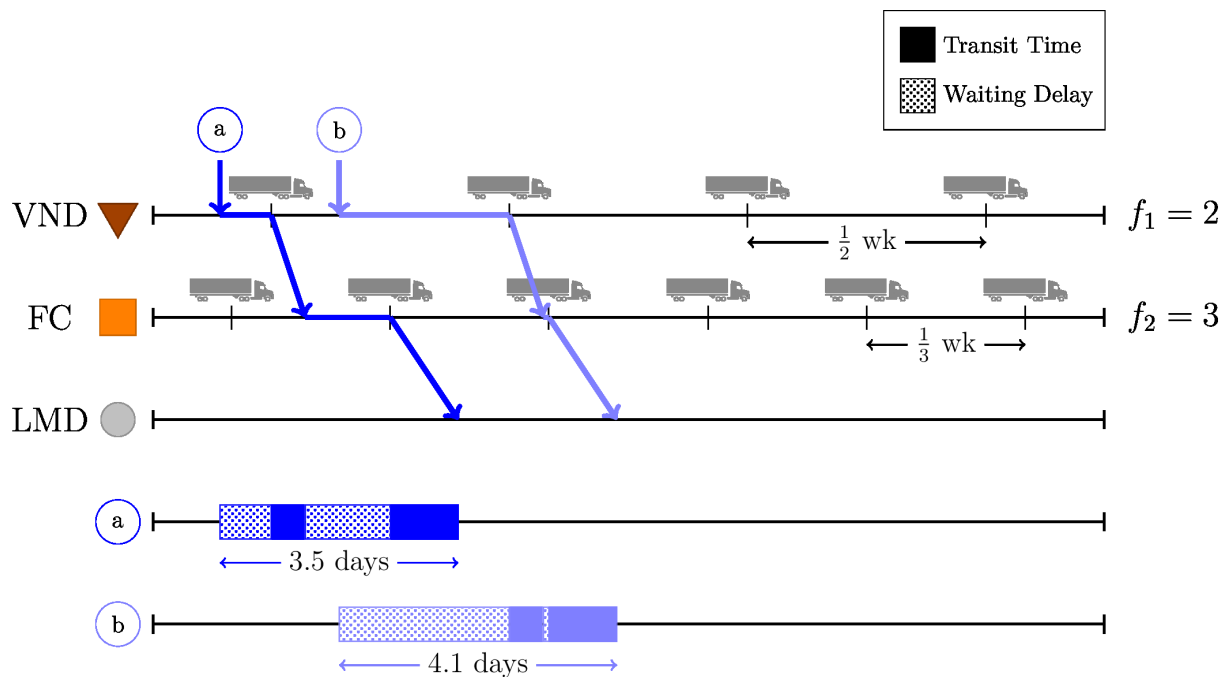 Transit Time
Waiting Delay
a
b
VND
f₁ = 2
½ wk
FC
f₂ = 3
⅓ wk
LMD
a
3.5 days
b
4.1 days